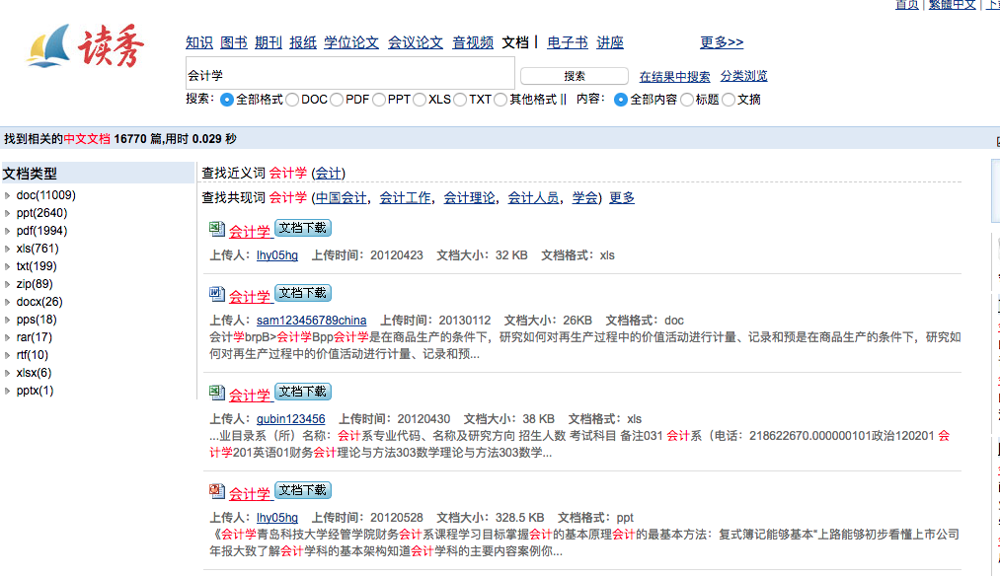 首页 | 繁體中文 |
读秀
知识 图书 期刊 报纸 学位论文 会议论文 音视频 文档 | 电子书 讲座 更多>>
会计学 搜索 在结果中搜索 分类浏览
搜索: 全部格式 DOC PDF PPT XLS TXT 其他格式 || 内容: 全部内容 标题 文摘
找到相关的中文文档 16770 篇,用时 0.029 秒
文档类型
doc(11009)
ppt(2640)
pdf(1994)
xls(761)
txt(199)
zip(89)
docx(26)
pps(18)
rar(17)
rtf(10)
xlsx(6)
pptx(1)
查找近义词 会计学 (会计)
查找共现词 会计学 (中国会计, 会计工作, 会计理论, 会计人员, 学会) 更多
会计学 文档下载
上传人: lhy05hg 上传时间: 20120423 文档大小: 32 KB 文档格式: xls
会计学 文档下载
上传人: sam123456789china 上传时间: 20130112 文档大小: 26KB 文档格式: doc
会计学brpB>会计学Bpp会计学是在商品生产的条件下，研究如何对再生产过程中的价值活动进行计量、记录和预是在商品生产的条件下，研究如
何对再生产过程中的价值活动进行计量、记录和预...
会计学 文档下载
上传人: gubin123456 上传时间: 20120430 文档大小: 38 KB 文档格式: xls
...业目录系（所）名称：会计系专业代码、名称及研究方向 招生人数 考试科目 备注031 会计系（电话：218622670.000000101政治120201 会
计学201英语01财务会计理论与方法303数学理论与方法303数学...
会计学 文档下载
上传人: lhy05hg 上传时间: 20120528 文档大小: 328.5 KB 文档格式: ppt
《会计学青岛科技大学经管学院财务会计系课程学习目标掌握会计的基本原理会计的最基本方法：复式簿记能够基本“上路能够初步看懂上市公司
年报大致了解会计学科的基本架构知道会计学科的主要内容案例你...